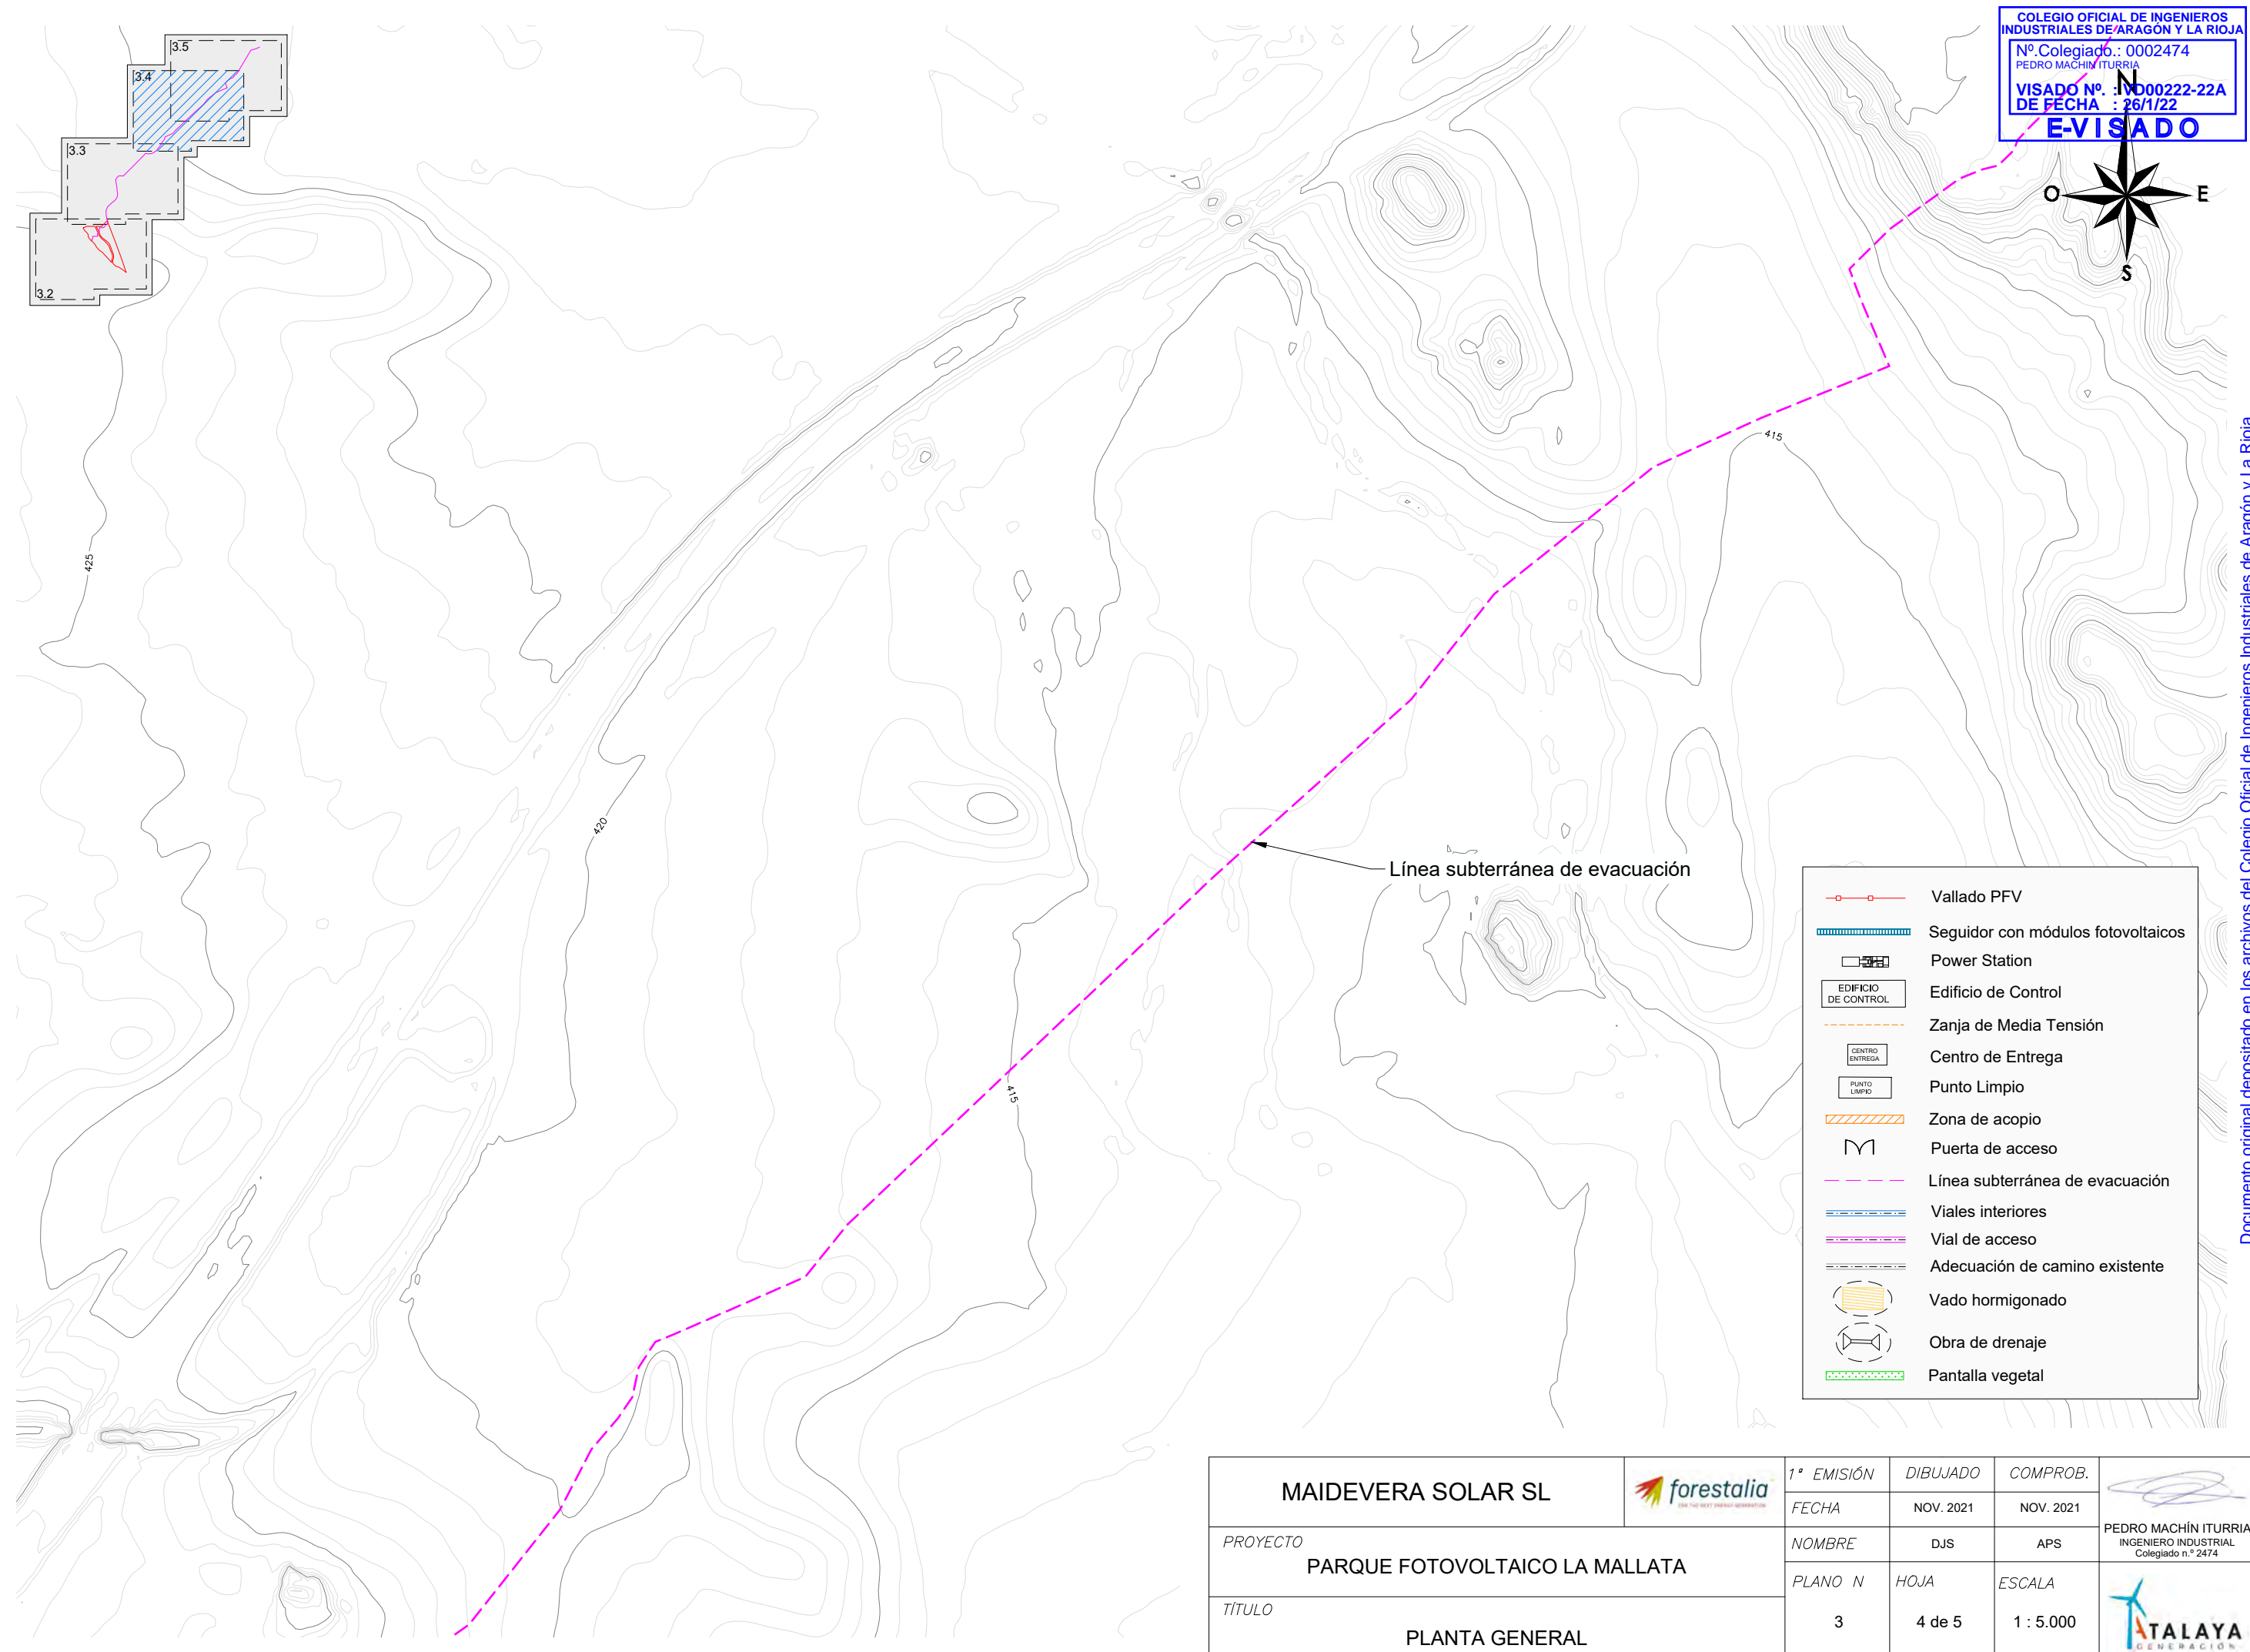 COLEGIO OFICIAL DE INGENIEROS
INDUSTRIALES DE ARAGÓN Y LA RIOJA
Nº.Colegiado.: 0002474
PEDRO MACHIN ITURRIA
VISADO Nº. : VD00222-22A
DE FECHA : 26/1/22
E-VISADO
N
O
E
S
3.5
3.4
3.3
3.2
415
425
420
415
Línea subterránea de evacuación
Documento original depositado en los archivos del Colegio Oficial de Ingenieros Industriales de Aragón y La Rioja
Vallado PFV
Seguidor con módulos fotovoltaicos
Power Station
EDIFICIO
DE CONTROL
Edificio de Control
Zanja de Media Tensión
CENTRO
ENTREGA
Centro de Entrega
PUNTO
LIMPIO
Punto Limpio
Zona de acopio
Puerta de acceso
Línea subterránea de evacuación
Viales interiores
Vial de acceso
Adecuación de camino existente
Vado hormigonado
Obra de drenaje
Pantalla vegetal
MAIDEVERA SOLAR SL
forestalia
PROYECTO
PARQUE FOTOVOLTAICO LA MALLATA
TÍTULO
PLANTA GENERAL
1ª EMISIÓN
DIBUJADO
COMPROB.
FECHA
NOV. 2021
NOV. 2021
NOMBRE
DJS
APS
PLANO N
HOJA
ESCALA
3
4 de 5
1 : 5.000
PEDRO MACHÍN ITURRIA
INGENIERO INDUSTRIAL
Colegiado n.º 2474
ATALAYA
GENERACIÓN